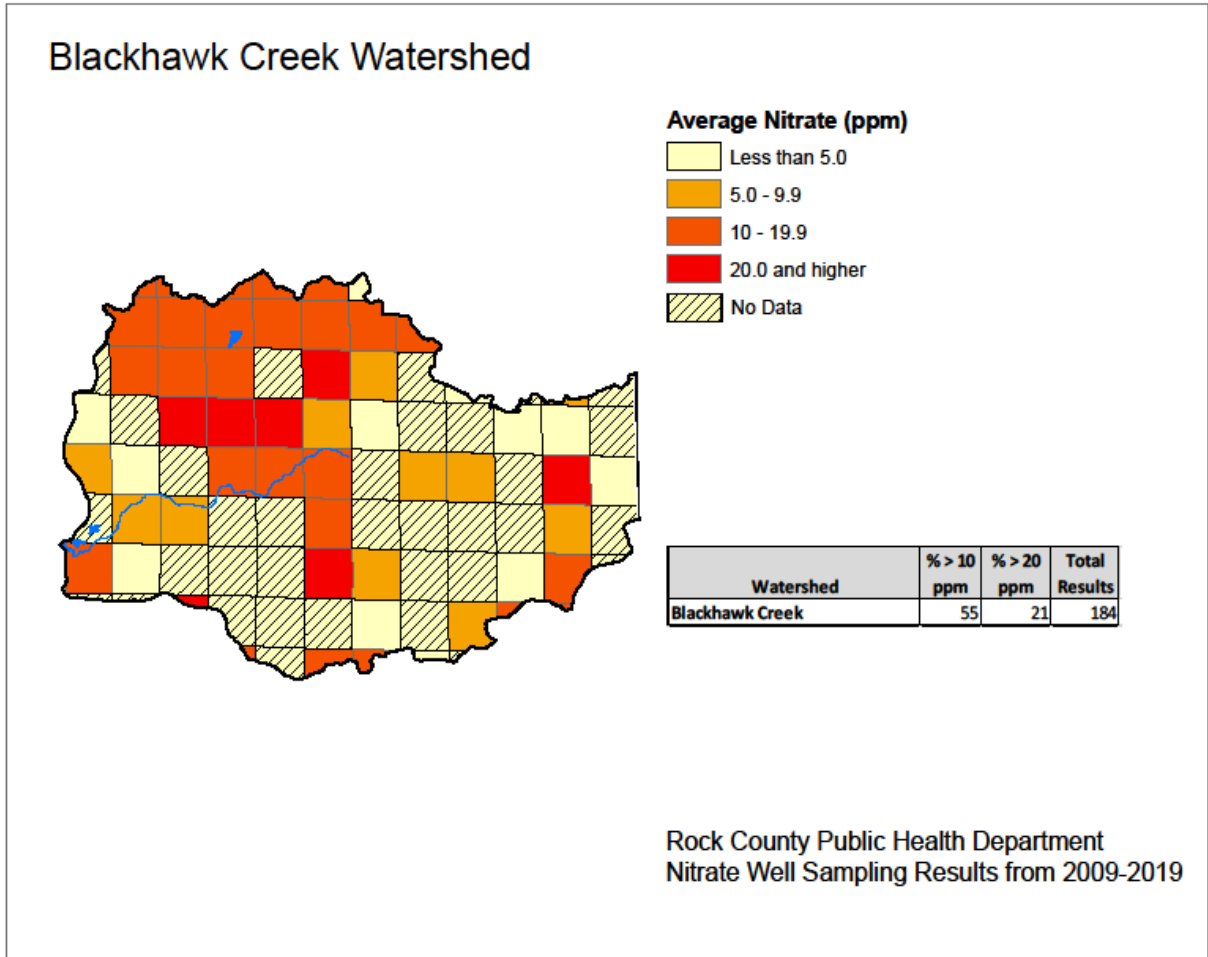 Blackhawk Creek Watershed
Average Nitrate (ppm)
Less than 5.0
5.0 - 9.9
10 - 19.9
20.0 and higher
No Data
Watershed % > 10 ppm % > 20 ppm Total Results
Blackhawk Creek 55 21 184
Rock County Public Health Department
Nitrate Well Sampling Results from 2009-2019